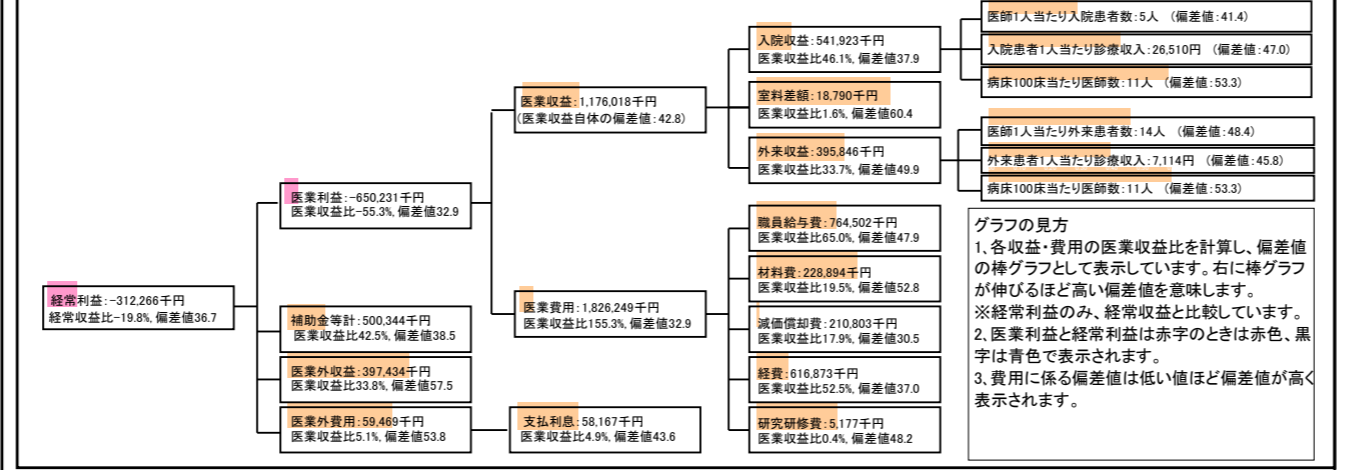 医師1人当たり入院患者数:5人 (偏差値:41.4)
入院収益:541,923千円
医業収益比46.1%, 偏差値37.9
入院患者1人当たり診療収入:26,510円 (偏差値:47.0)
病床100床当たり医師数:11人 (偏差値:53.3)
医業収益:1,176,018千円
(医業収益自体の偏差値:42.8)
室料差額:18,790千円
医業収益比1.6%, 偏差値60.4
医師1人当たり外来患者数:14人 (偏差値:48.4)
外来収益:395,846千円
医業収益比33.7%, 偏差値49.9
外来患者1人当たり診療収入:7,114円 (偏差値:45.8)
病床100床当たり医師数:11人 (偏差値:53.3)
医業利益:-650,231千円
医業収益比-55.3%, 偏差値32.9
職員給与費:764,502千円
医業収益比65.0%, 偏差値47.9
材料費:228,894千円
医業収益比19.5%, 偏差値52.8
経常利益:-312,266千円
経常収益比-19.8%, 偏差値36.7
補助金等計:500,344千円
医業収益比42.5%, 偏差値38.5
医業費用:1,826,249千円
医業収益比155.3%, 偏差値32.9
減価償却費:210,803千円
医業収益比17.9%, 偏差値30.5
医業外収益:397,434千円
医業収益比33.8%, 偏差値57.5
経費:616,873千円
医業収益比52.5%, 偏差値37.0
医業外費用:59,469千円
医業収益比5.1%, 偏差値53.8
支払利息:58,167千円
医業収益比4.9%, 偏差値43.6
研究研修費:5,177千円
医業収益比0.4%, 偏差値48.2
グラフの見方
1、各収益・費用の医業収益比を計算し、偏差値
の棒グラフとして表示しています。右に棒グラフ
が伸びるほど高い偏差値を意味します。
※経常利益のみ、経常収益と比較しています。
2、医業利益と経常利益は赤字のときは赤色、黒
字は青色で表示されます。
3、費用に係る偏差値は低い値ほど偏差値が高く
表示されます。